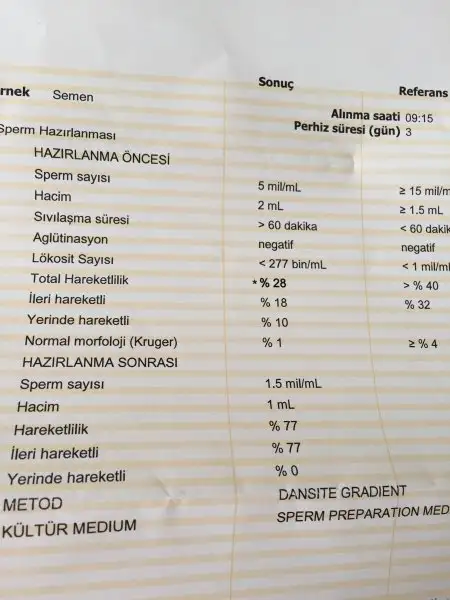 Sonuç
Referans
rnek Semen
Alınma saati 09:15
Perhiz süresi (gün) 3
Sperm Hazırlanması
HAZIRLANMA ÖNCESİ
Sperm sayısı 5 mil/mL ≥ 15 mil/m
Hacim 2 mL ≥ 1.5 mL
Sıvılaşma süresi > 60 dakika < 60 dakik
Aglütinasyon negatif negatif
Lökosit Sayısı < 277 bin/mL < 1 mil/ml
Total Hareketlilik * % 28 > % 40
İleri hareketli % 18 % 32
Yerinde hareketli % 10
Normal morfoloji (Kruger) % 1 ≥ % 4
HAZIRLANMA SONRASI
Sperm sayısı 1.5 mil/mL
Hacim 1 mL
Hareketlilik % 77
İleri hareketli % 77
Yerinde hareketli % 0
METOD DANSITE GRADIENT
KÜLTÜR MEDIUM SPERM PREPARATION MED